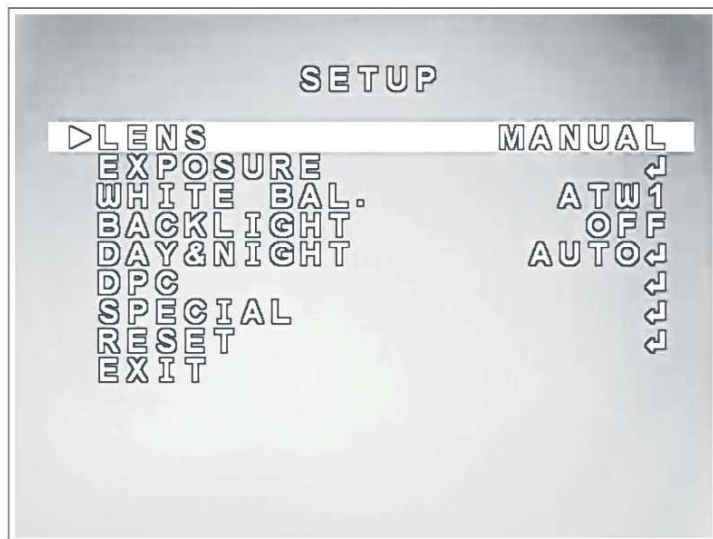 SETUP
▷LENS MANUAL
EXPOSURE ↲
WHITE BAL. ATW1
BACKLIGHT OFF
DAY&NIGHT AUTO↲
DPC ↲
SPECIAL ↲
RESET ↲
EXIT